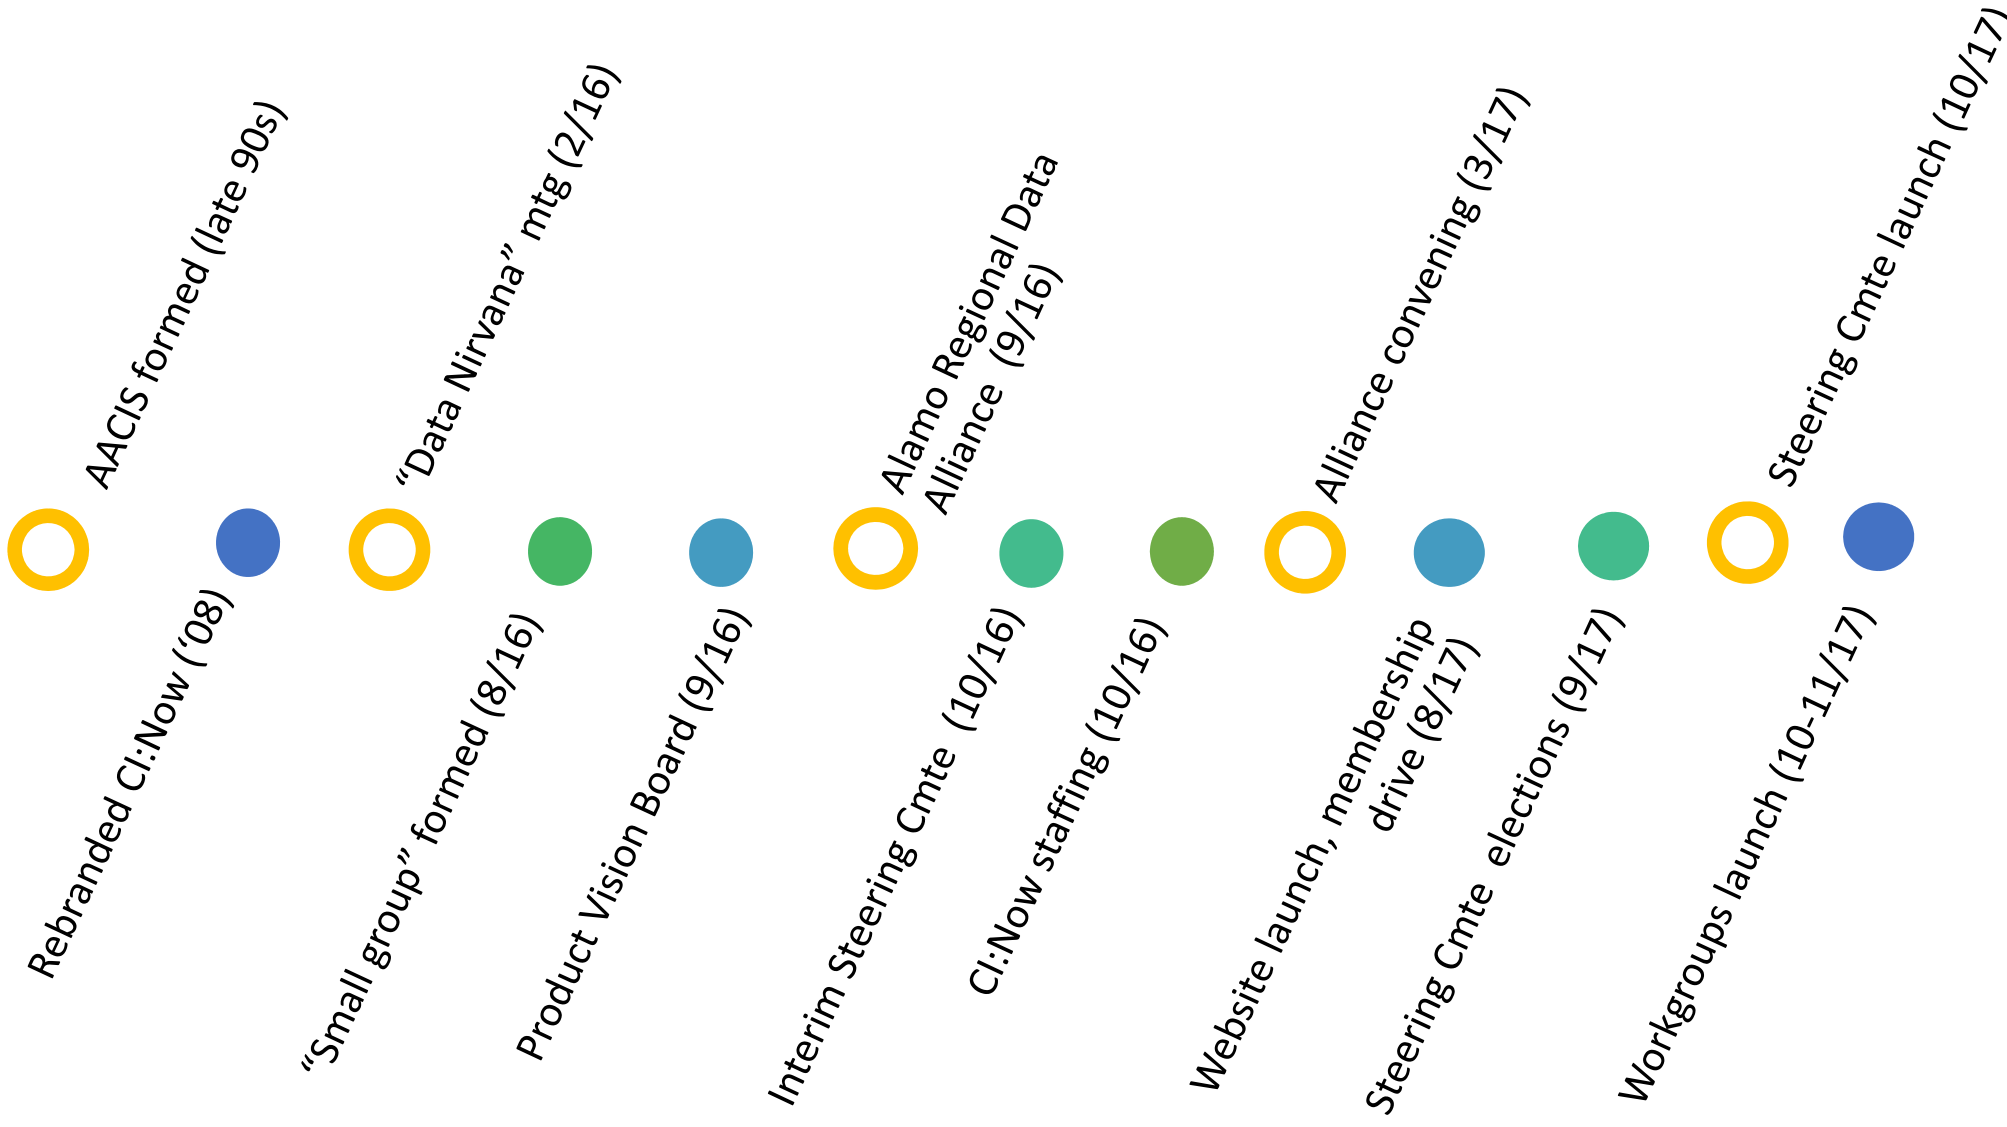 AACIS formed (late 90s)
Rebranded CI:Now (‘08)
“Data Nirvana” mtg (2/16)
“Small group” formed (8/16)
Product Vision Board (9/16)
Alamo Regional Data
Alliance (9/16)
Interim Steering Cmte (10/16)
CI:Now staffing (10/16)
Alliance convening (3/17)
Website launch, membership
drive (8/17)
Steering Cmte elections (9/17)
Steering Cmte launch (10/17)
Workgroups launch (10-11/17)